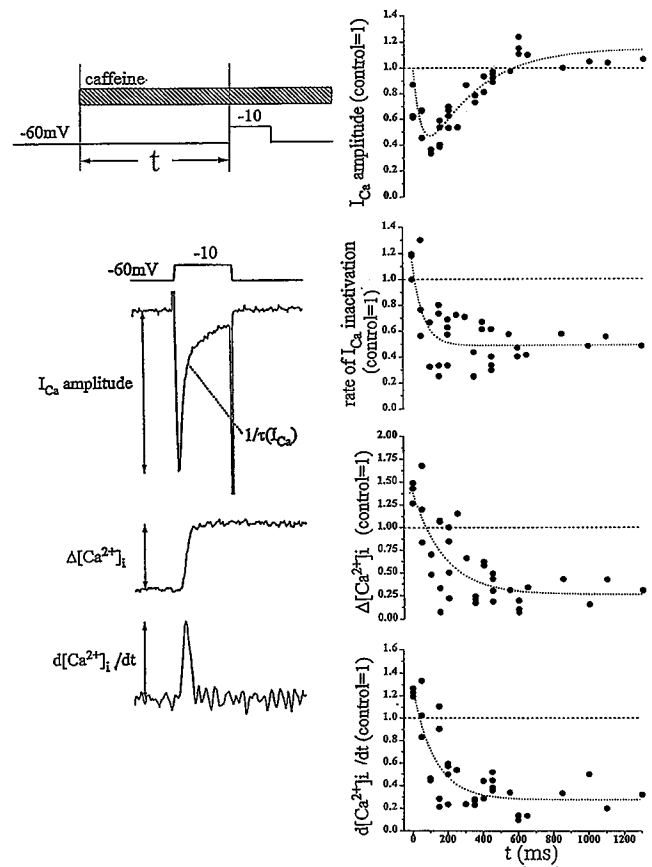 caffeine
-10
-60mV
t
-10
-60mV
I_Ca amplitude
1/τ(I_Ca)
Δ[Ca²⁺]_i
d[Ca²⁺]_i /dt
I_Ca amplitude (control=1)
1.4
1.2
1.0
0.8
0.6
0.4
0.2
0.0
rate of I_Ca inactivation
(control=1)
1.4
1.2
1.0
0.8
0.6
0.4
0.2
0.0
Δ[Ca²⁺]i (control=1)
2.00
1.75
1.50
1.25
1.00
0.75
0.50
0.25
0.00
d[Ca²⁺]i /dt (control=1)
1.6
1.4
1.2
1.0
0.8
0.6
0.4
0.2
0.0
0 200 400 600 800 1000 1200
t (ms)